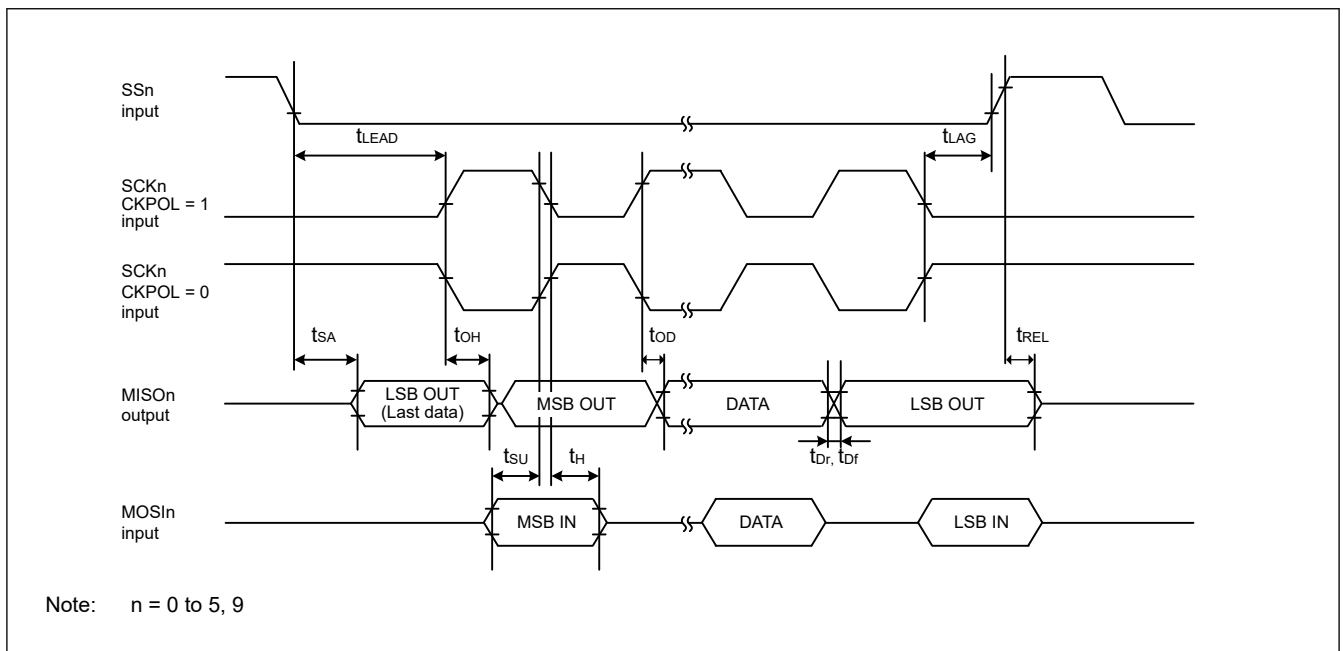 SSn
input
tLEAD
tLAG
SCKn
CKPOL = 1
input
SCKn
CKPOL = 0
input
tSA
tOH
tOD
tREL
MISOn
output
LSB OUT
(Last data)
MSB OUT
DATA
LSB OUT
tSU
tH
tDr, tDf
MOSIn
input
MSB IN
DATA
LSB IN
Note: n = 0 to 5, 9